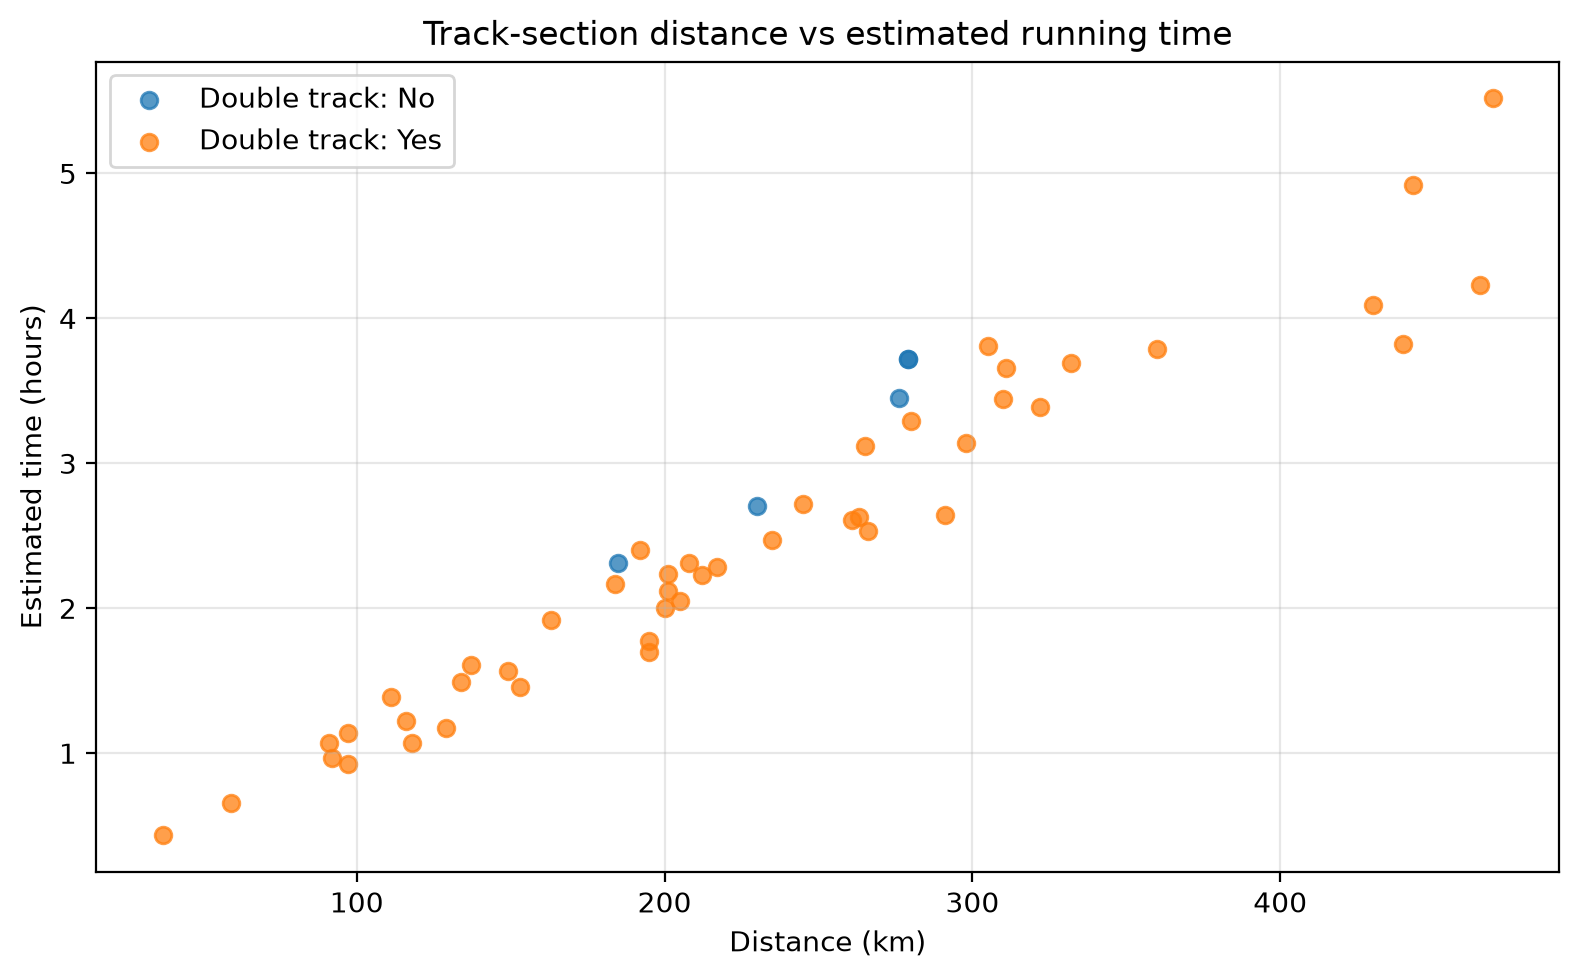 Track-section distance vs estimated running time
Double track: No
Double track: Yes
Estimated time (hours)
5
4
3
2
1
100
200
300
400
Distance (km)